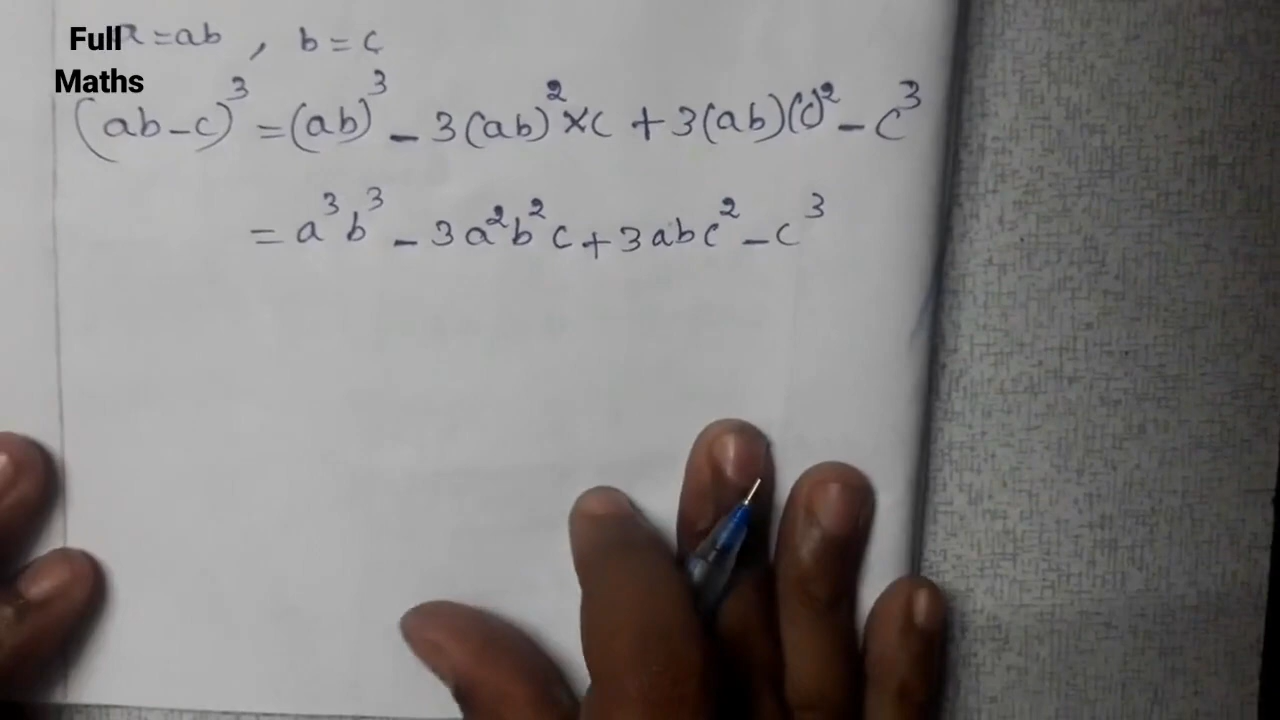 Full
Maths
a = ab , b = c
(ab – c)³ = (ab)³ – 3(ab)² × c + 3(ab)(c)² – c³
= a³b³ – 3a²b²c + 3abc² – c³